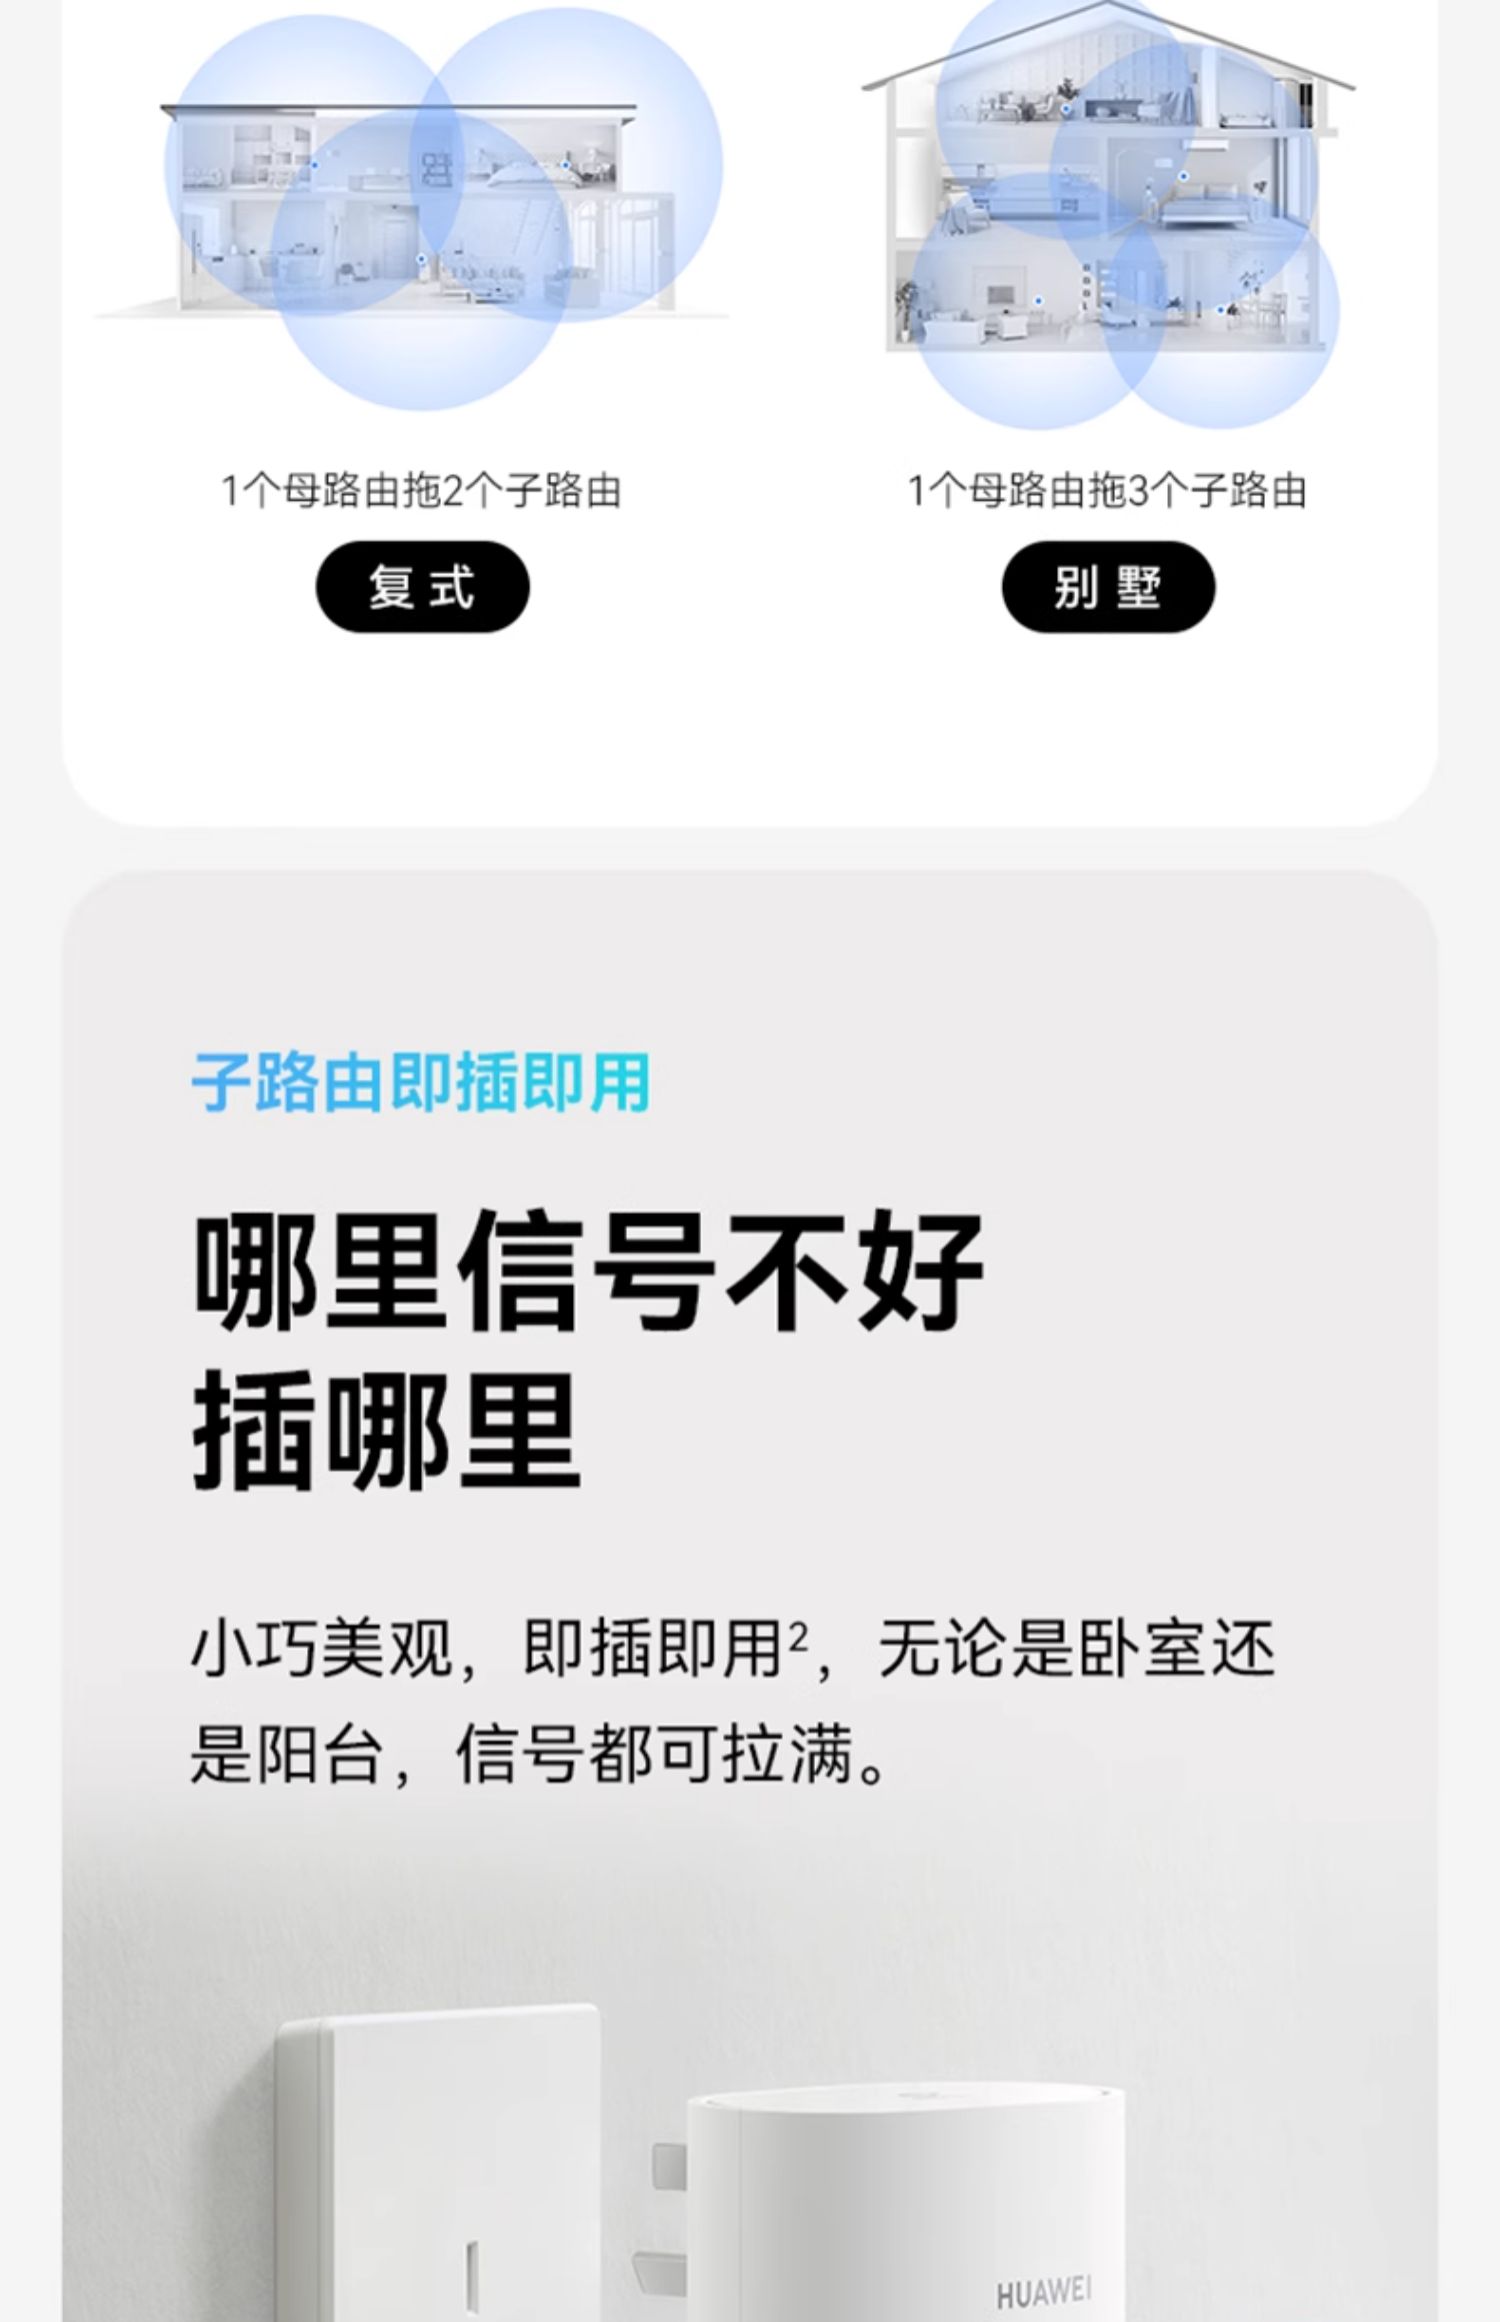 1个母路由拖2个子路由
1个母路由拖3个子路由
复式
别墅
子路由即插即用
哪里信号不好
插哪里
小巧美观，即插即用²，无论是卧室还
是阳台，信号都可拉满。
HUAWEI